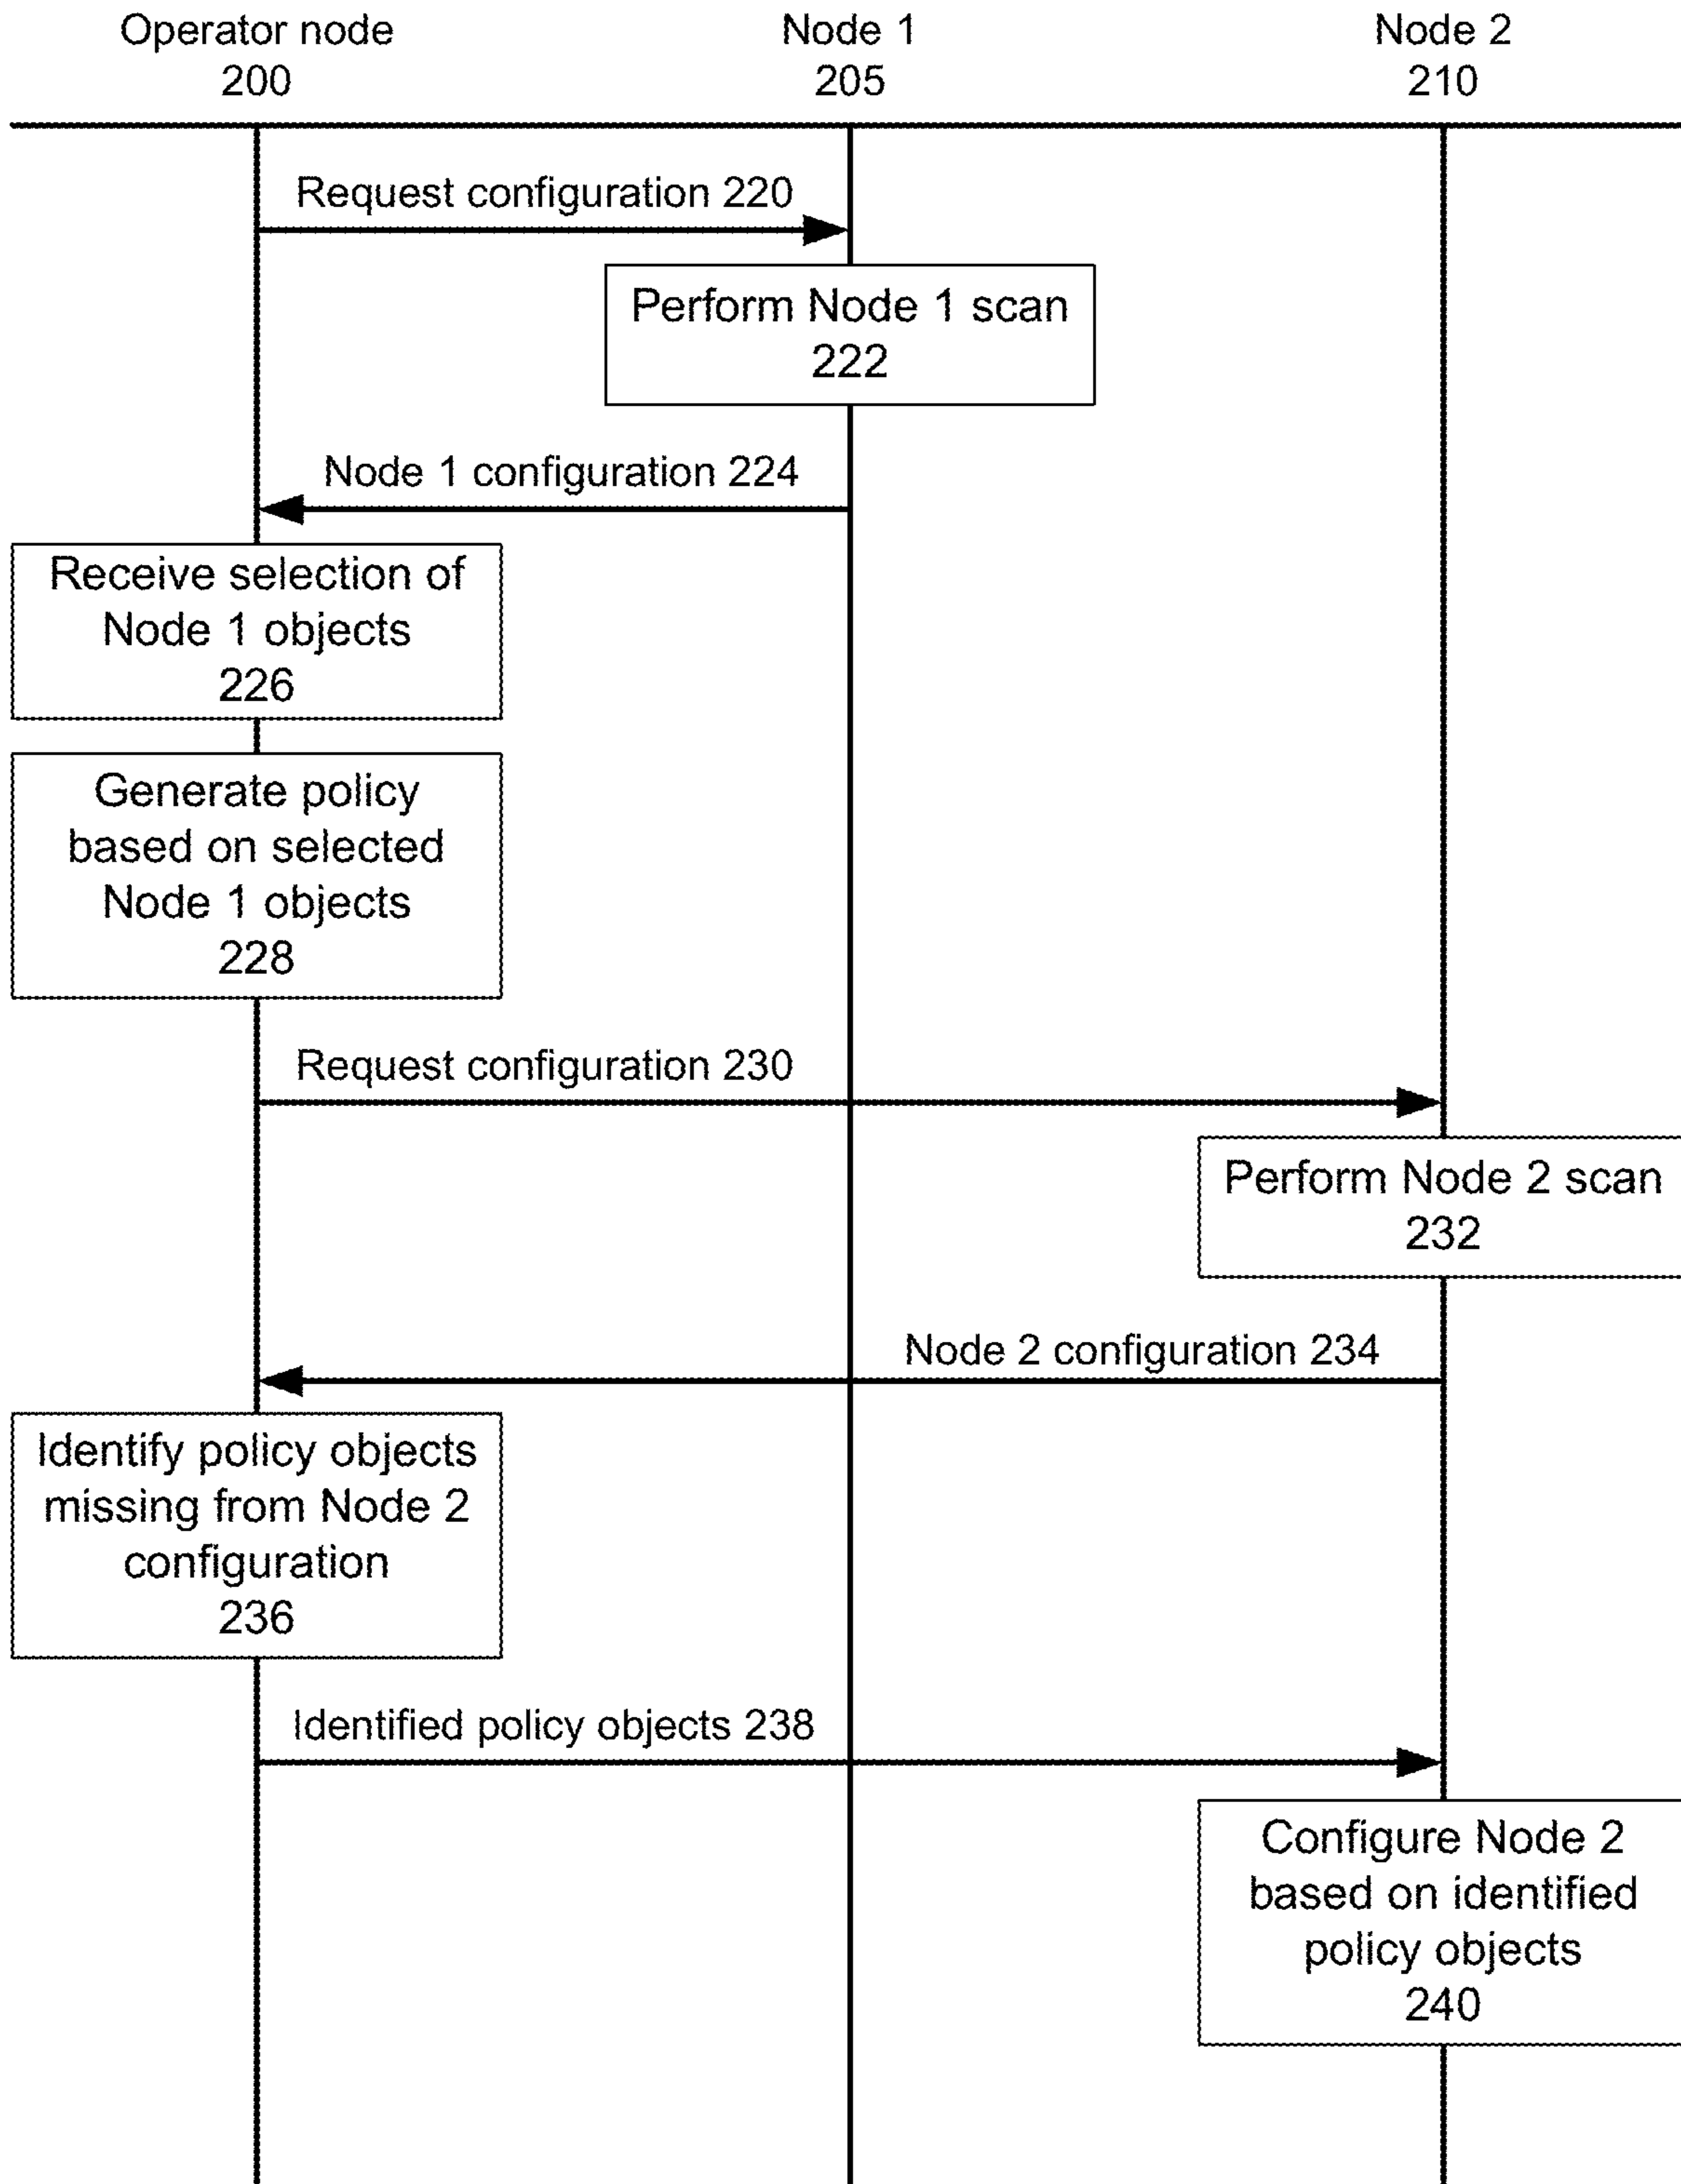 Operator node
200
Node 1
205
Node 2
210
Request configuration 220
Perform Node 1 scan
222
Node 1 configuration 224
Receive selection of
Node 1 objects
226
Generate policy
based on selected
Node 1 objects
228
Request configuration 230
Perform Node 2 scan
232
Node 2 configuration 234
Identify policy objects
missing from Node 2
configuration
236
Identified policy objects 238
Configure Node 2
based on identified
policy objects
240